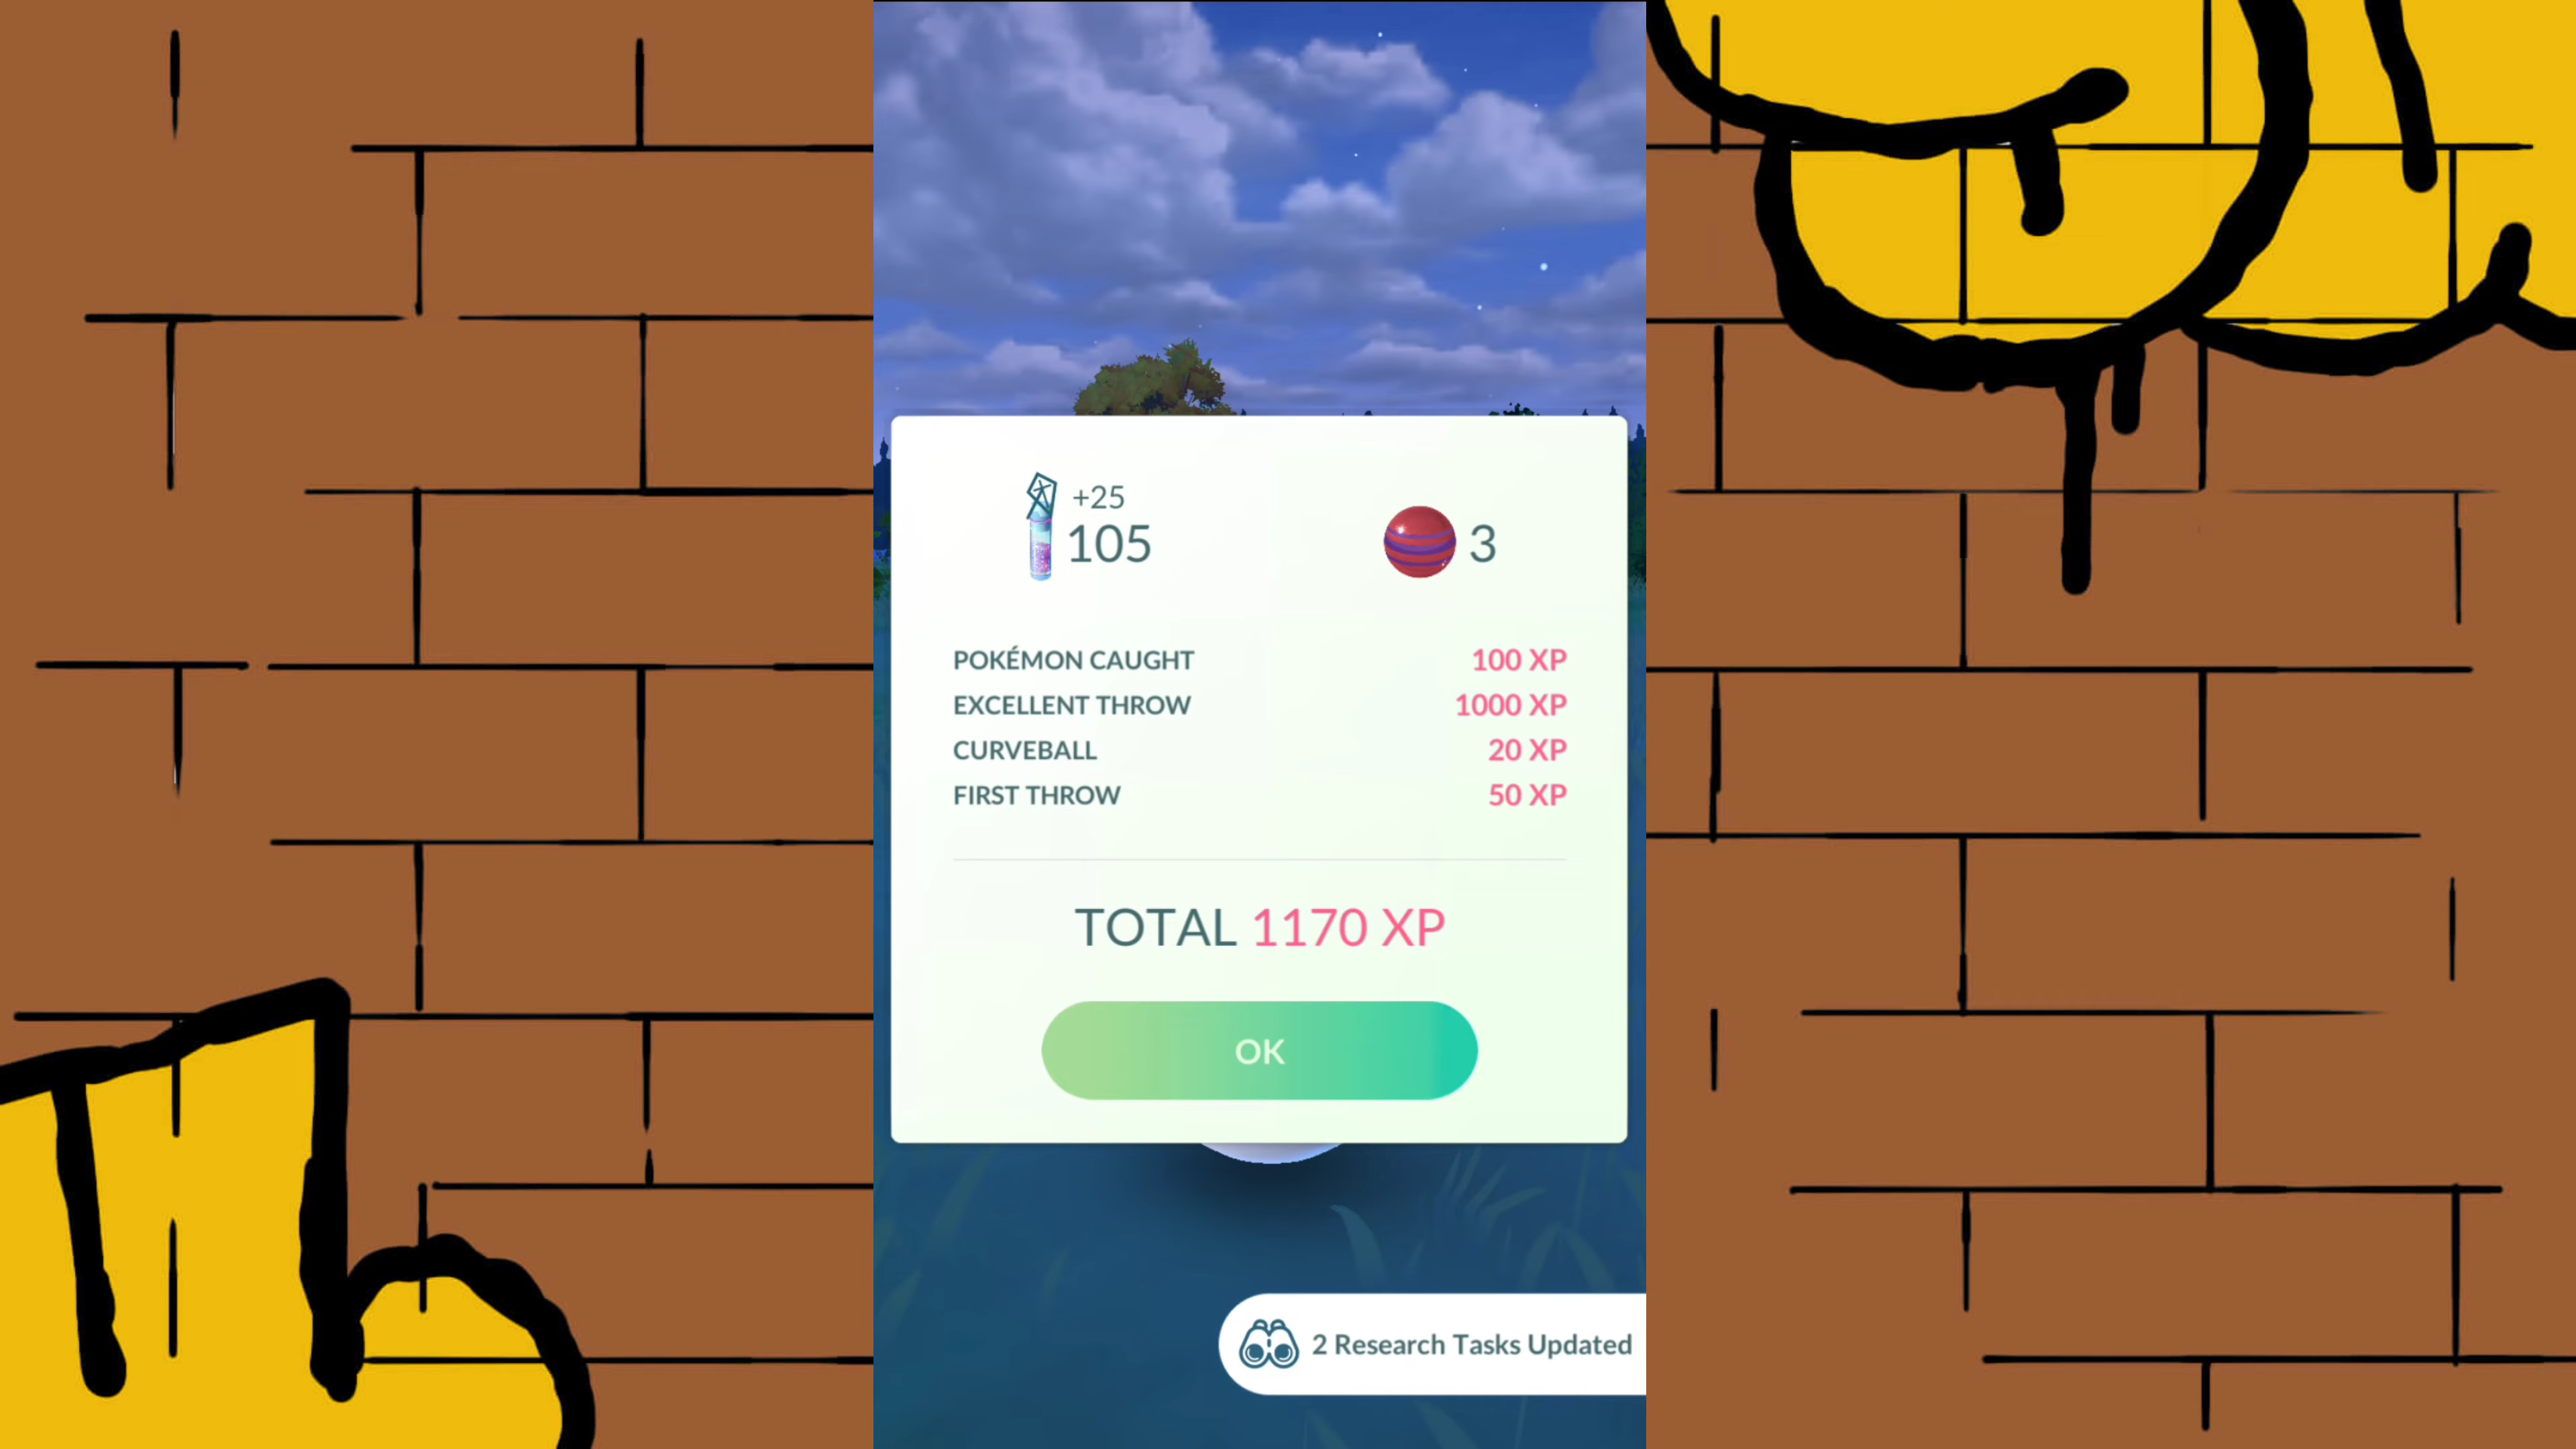 +25
105
3
POKÉMON CAUGHT 100 XP
EXCELLENT THROW 1000 XP
CURVEBALL 20 XP
FIRST THROW 50 XP
TOTAL 1170 XP
OK
2 Research Tasks Updated